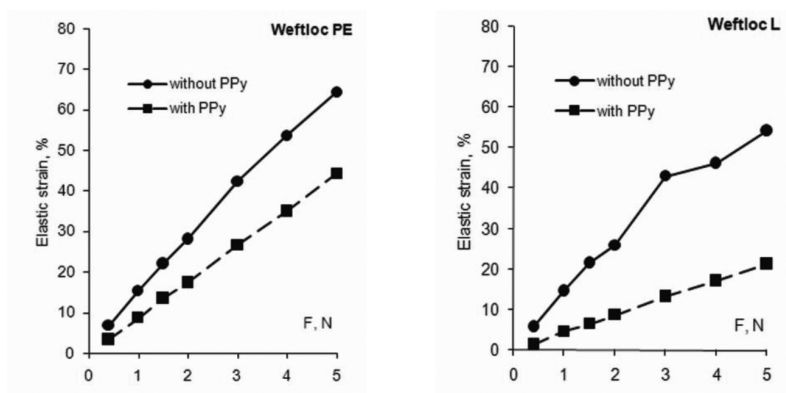 Weftloc PE
80
70
60
50
40
30
20
10
0
Elastic strain, %
without PPy
with PPy
F, N
0 1 2 3 4 5
Weftloc L
80
70
60
50
40
30
20
10
0
Elastic strain, %
without PPy
with PPy
F, N
0 1 2 3 4 5